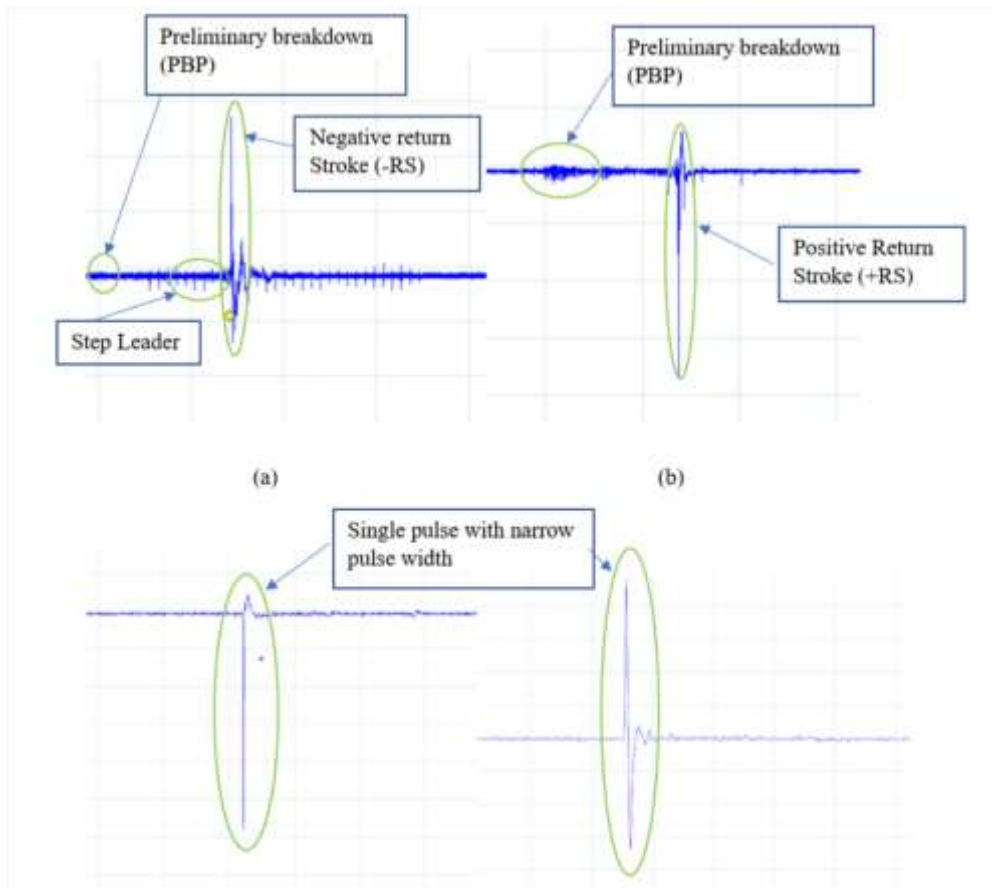 Preliminary breakdown
(PBP)
Negative return
Stroke (-RS)
Step Leader
Preliminary breakdown
(PBP)
Positive Return
Stroke (+RS)
(a)
(b)
Single pulse with narrow
pulse width